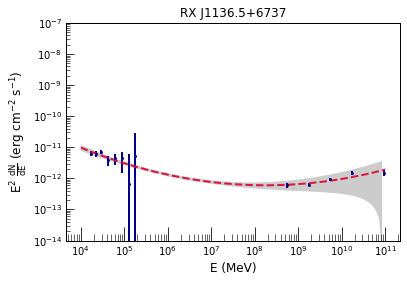 RX J1136.5+6737
E² dN/dE (erg cm⁻² s⁻¹)
10⁻⁷
10⁻⁸
10⁻⁹
10⁻¹⁰
10⁻¹¹
10⁻¹²
10⁻¹³
10⁻¹⁴
10⁴ 10⁵ 10⁶ 10⁷ 10⁸ 10⁹ 10¹⁰ 10¹¹
E (MeV)